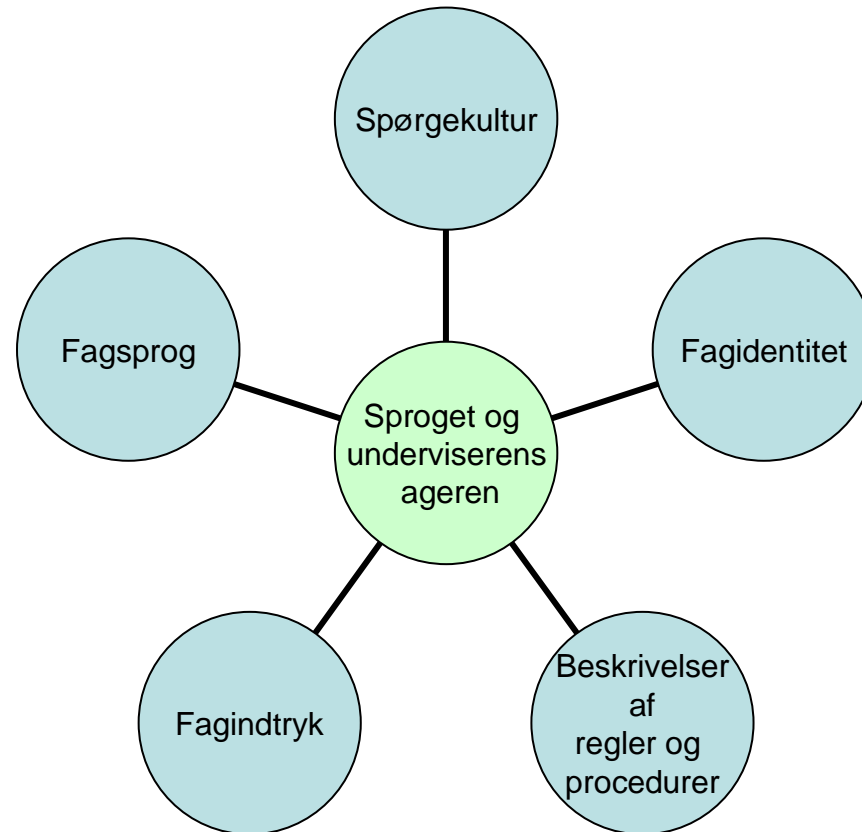 Spørgekultur
Fagsprog
Fagidentitet
Sproget og
underviserens
ageren
Fagindtryk
Beskrivelser
af
regler og
procedurer